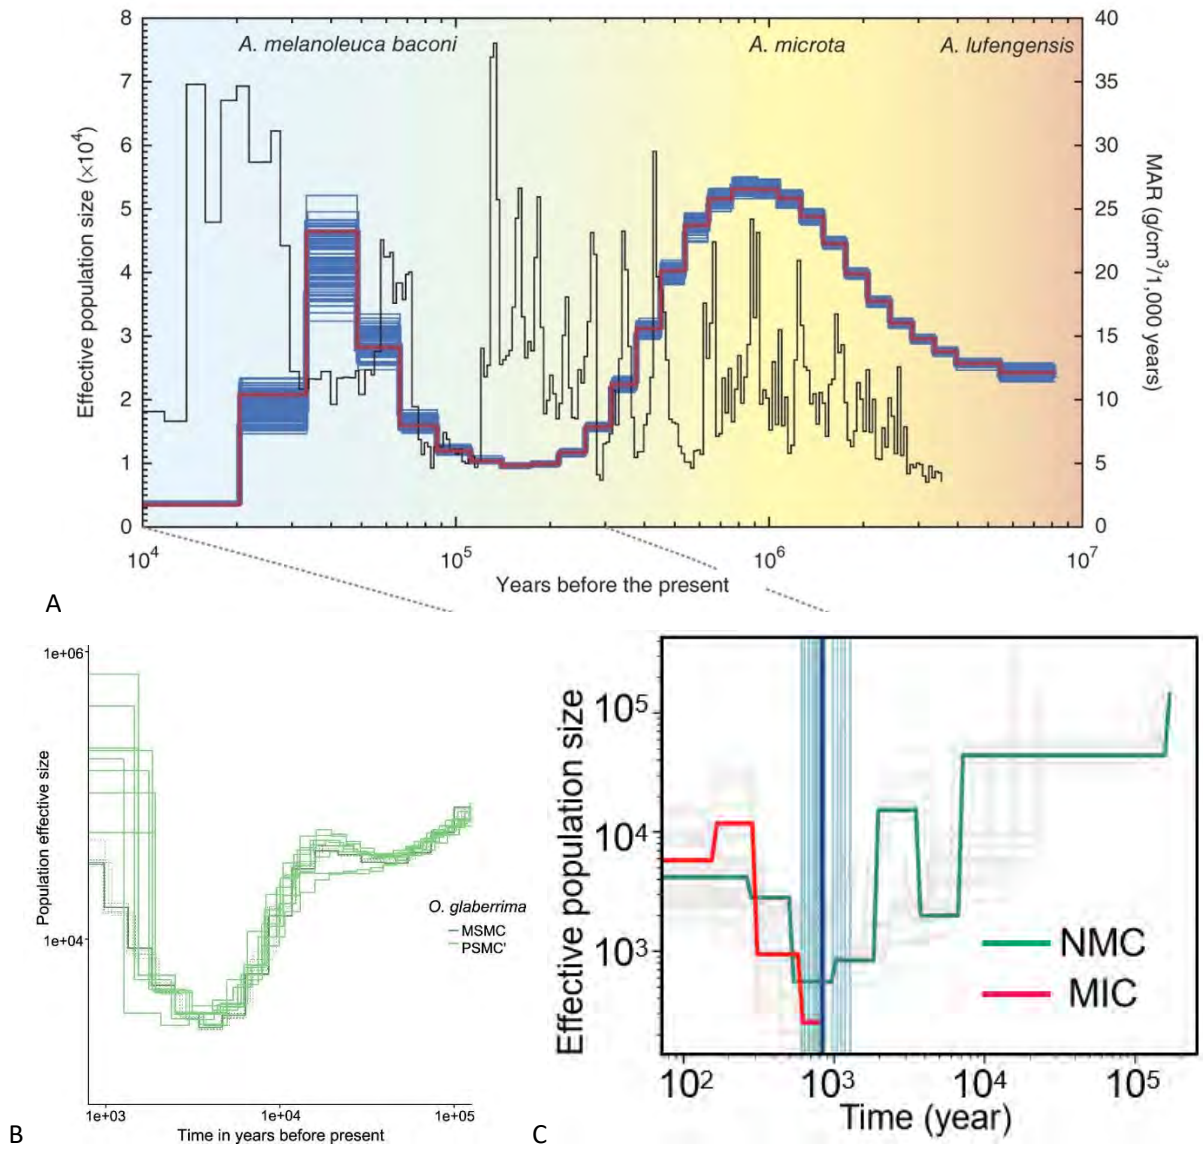 A. melanoleuca baconi
A. microta
A. lufengensis
Effective population size (×10⁴)
8
7
6
5
4
3
2
1
0
40
35
30
25
20
15
10
5
0
MAR (g/cm³/1,000 years)
10⁴
10⁵
10⁶
10⁷
Years before the present
A
Population effective size
1e+06
1e+04
O. glaberrima
MSMC
PSMC'
1e+03
1e+04
1e+05
Time in years before present
B
Effective population size
10⁵
10⁴
10³
NMC
MIC
10²
10³
10⁴
10⁵
Time (year)
C